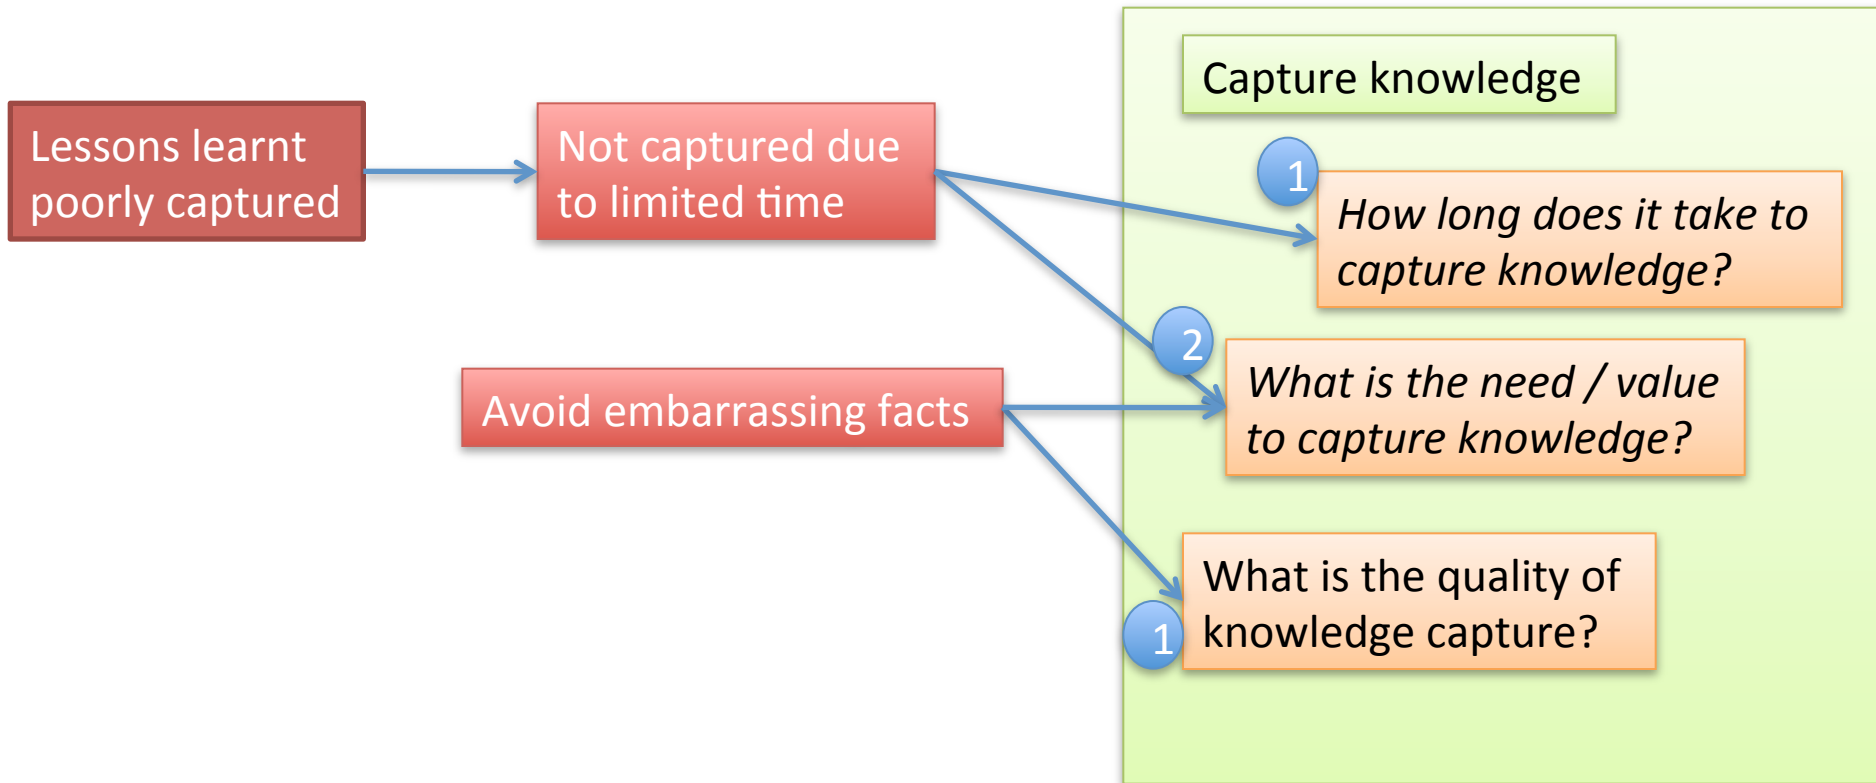 Capture knowledge
Lessons learnt
poorly captured
Not captured due
to limited time
1
How long does it take to
capture knowledge?
2
What is the need / value
to capture knowledge?
Avoid embarrassing facts
What is the quality of
knowledge capture?
1